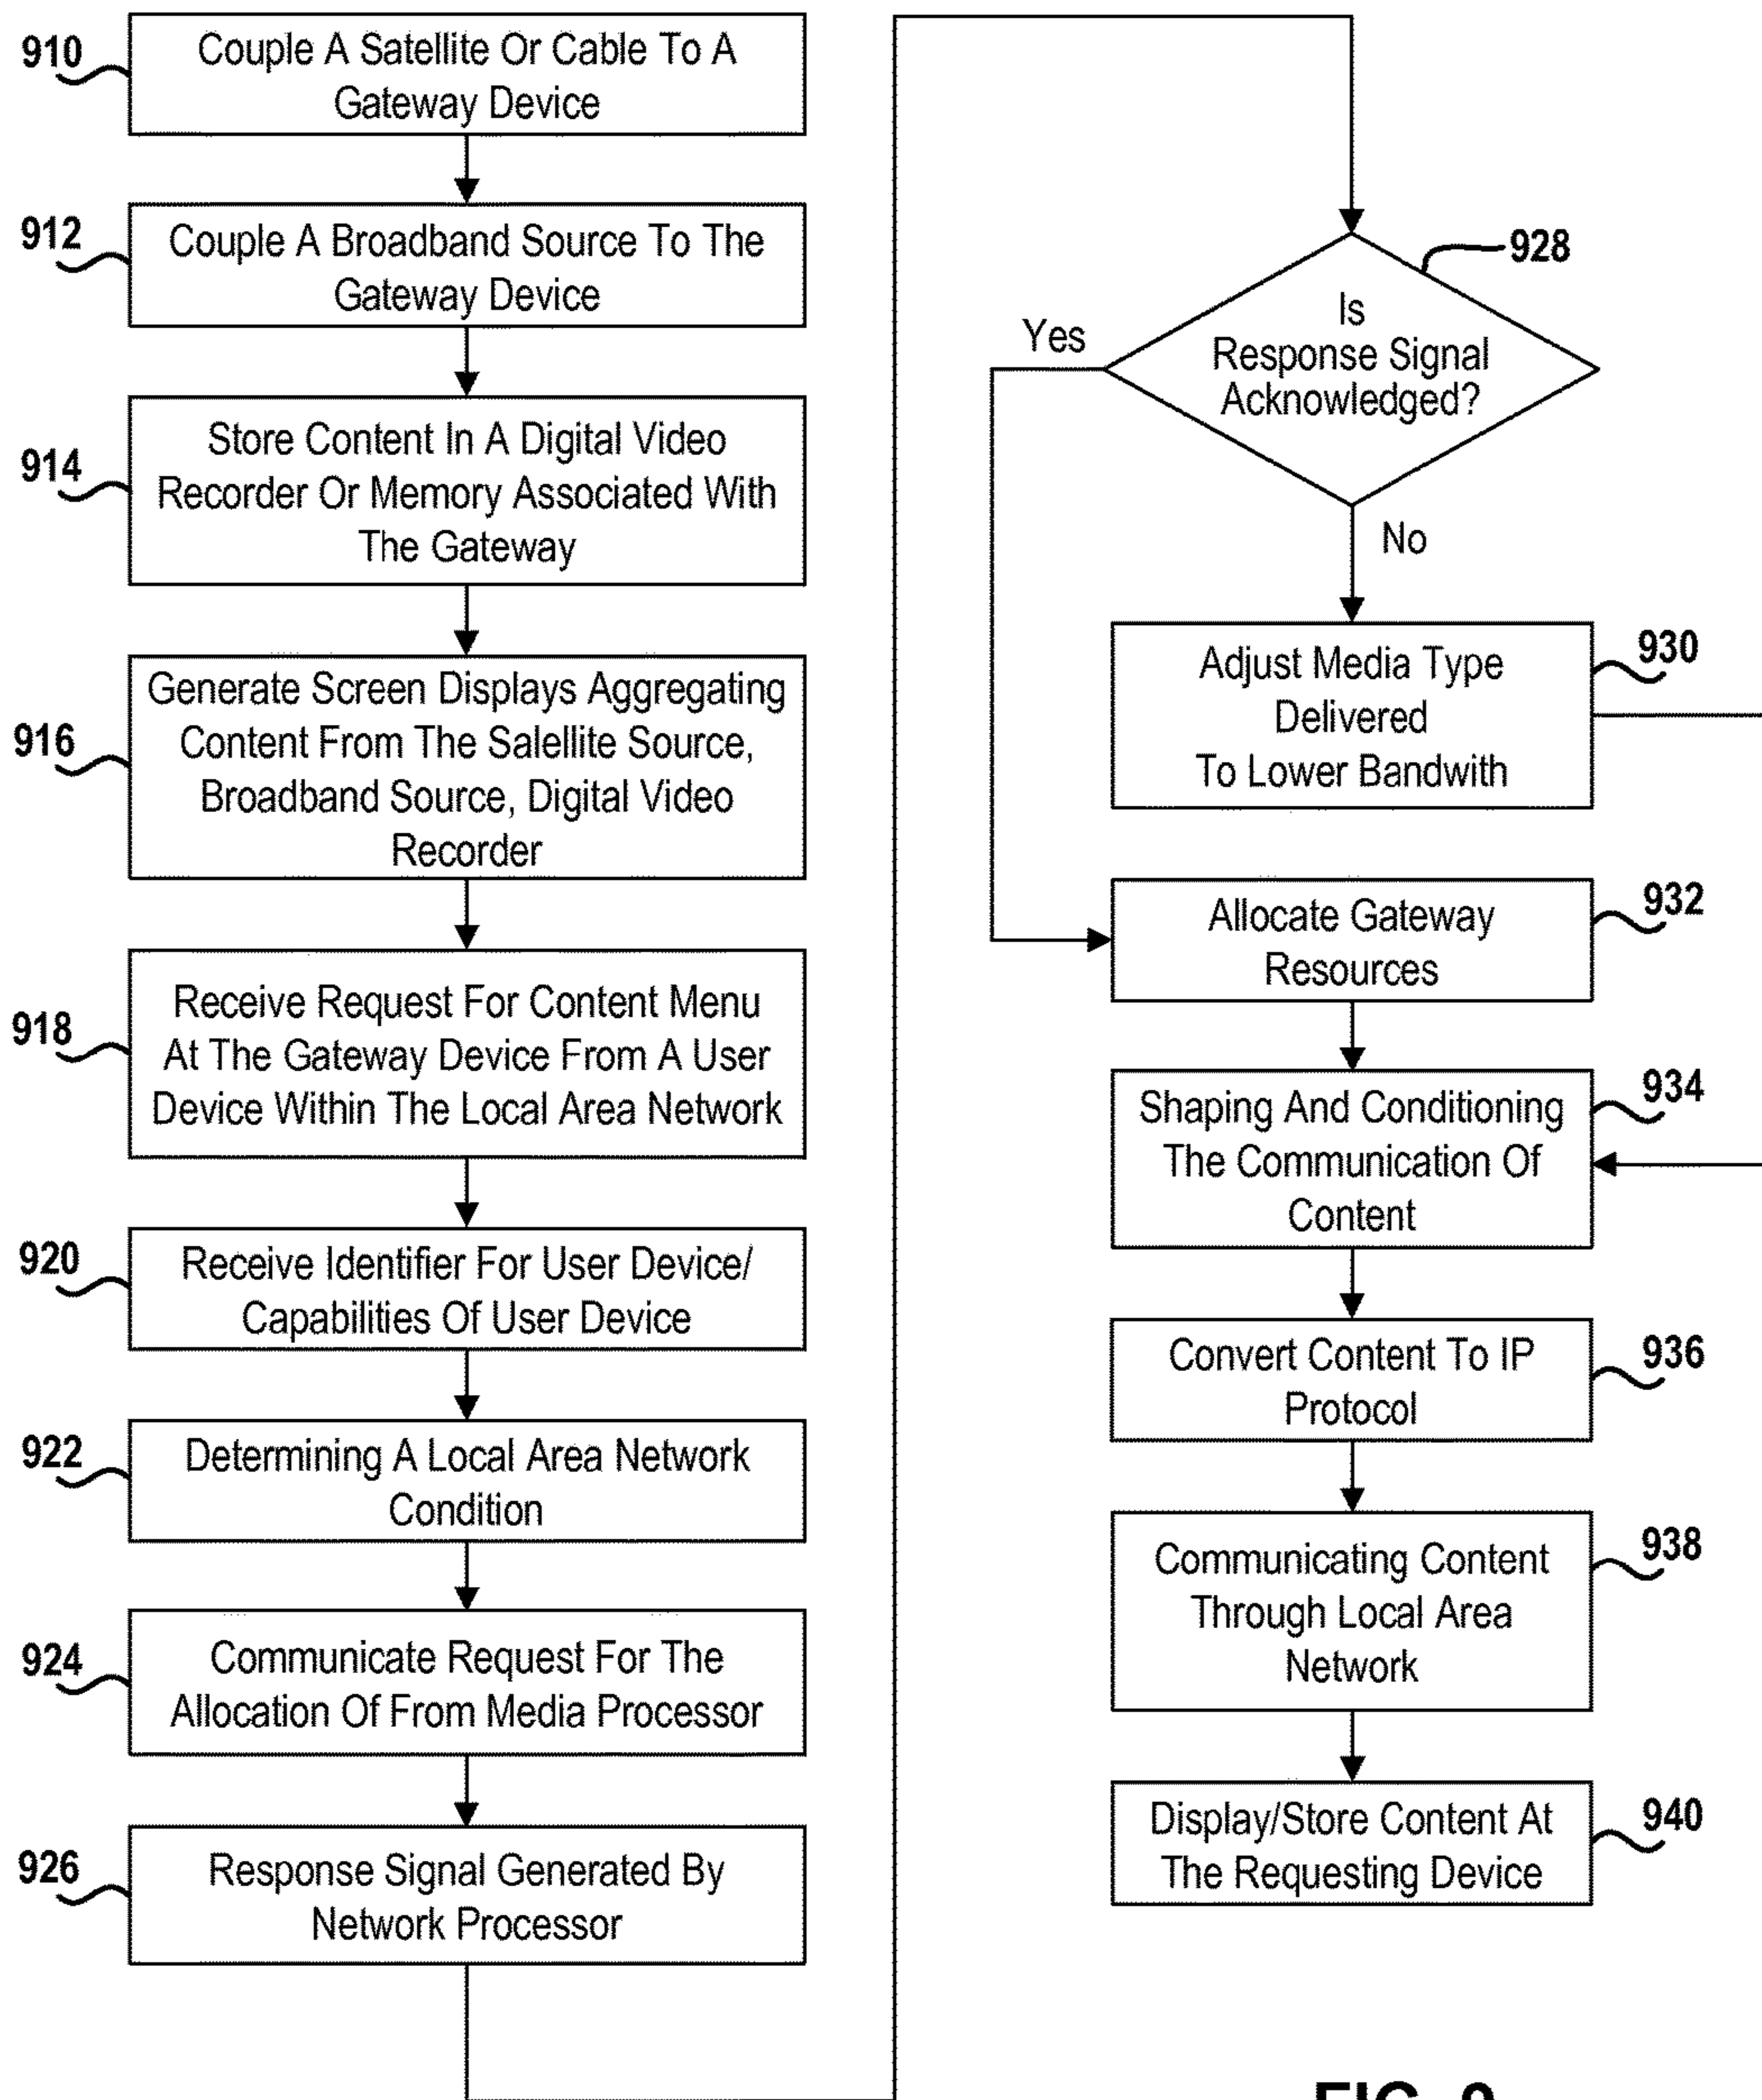 910
Couple A Satellite Or Cable To A
Gateway Device
912
Couple A Broadband Source To The
Gateway Device
914
Store Content In A Digital Video
Recorder Or Memory Associated With
The Gateway
916
Generate Screen Displays Aggregating
Content From The Salellite Source,
Broadband Source, Digital Video
Recorder
918
Receive Request For Content Menu
At The Gateway Device From A User
Device Within The Local Area Network
920
Receive Identifier For User Device/
Capabilities Of User Device
922
Determining A Local Area Network
Condition
924
Communicate Request For The
Allocation Of From Media Processor
926
Response Signal Generated By
Network Processor
928
Is
Response Signal
Acknowledged?
Yes
No
930
Adjust Media Type
Delivered
To Lower Bandwith
932
Allocate Gateway
Resources
934
Shaping And Conditioning
The Communication Of
Content
936
Convert Content To IP
Protocol
938
Communicating Content
Through Local Area
Network
940
Display/Store Content At
The Requesting Device
FIG. 9